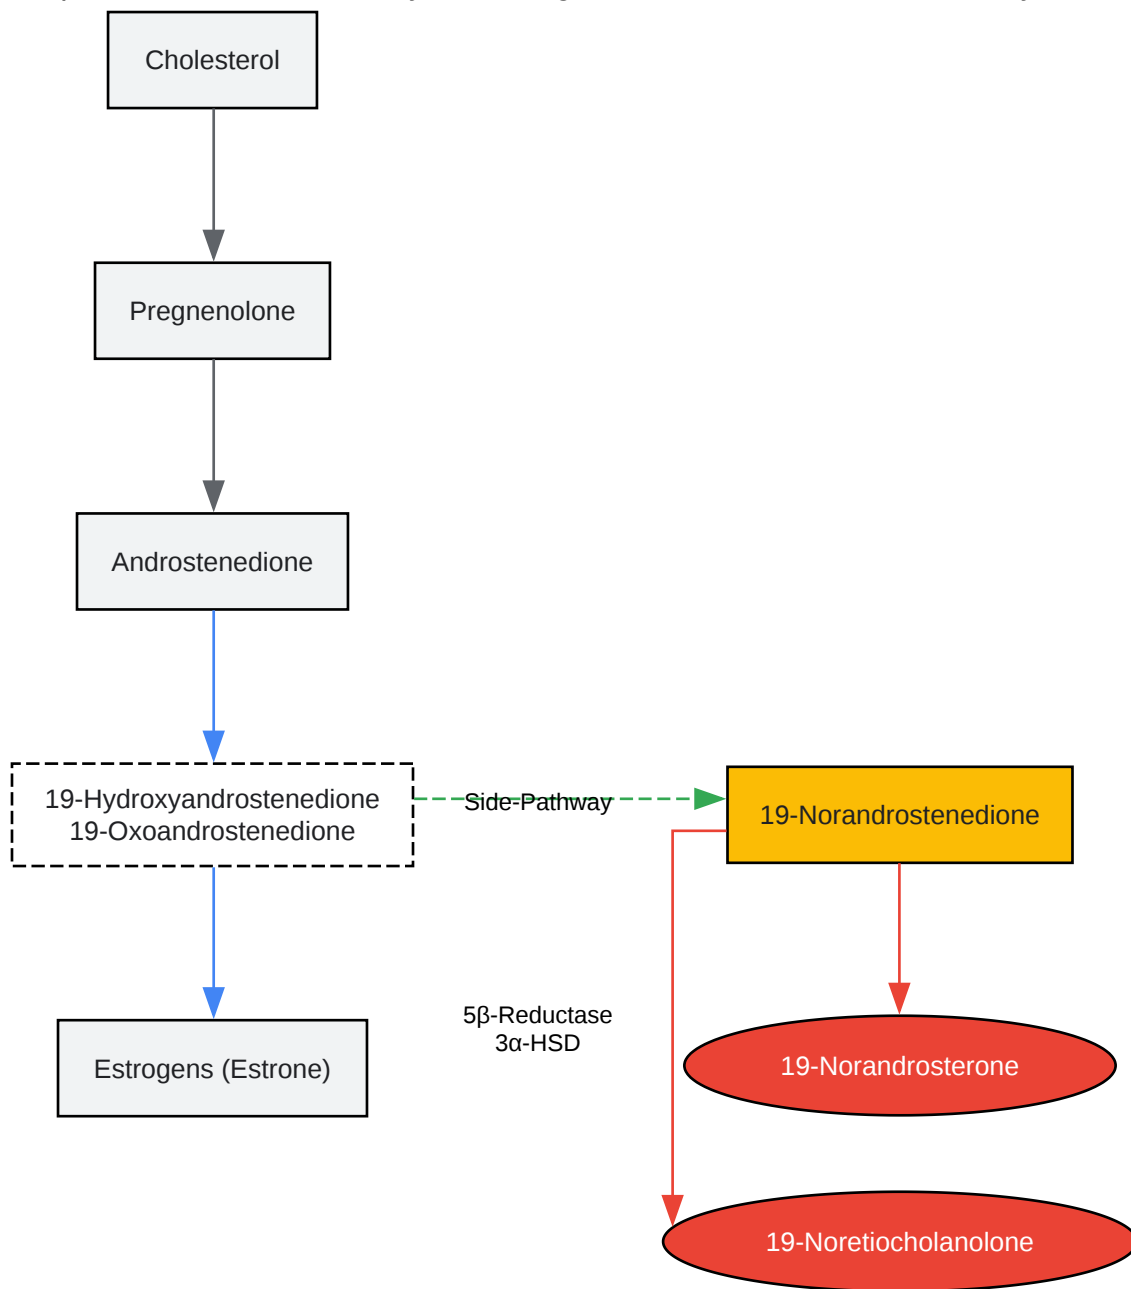 Cholesterol
Pregnenolone
Androstenedione
19-Hydroxyandrostenedione
19-Oxoandrostenedione
Side-Pathway
19-Norandrostenedione
5β-Reductase
3α-HSD
Estrogens (Estrone)
19-Norandrosterone
19-Noretiocholanolone